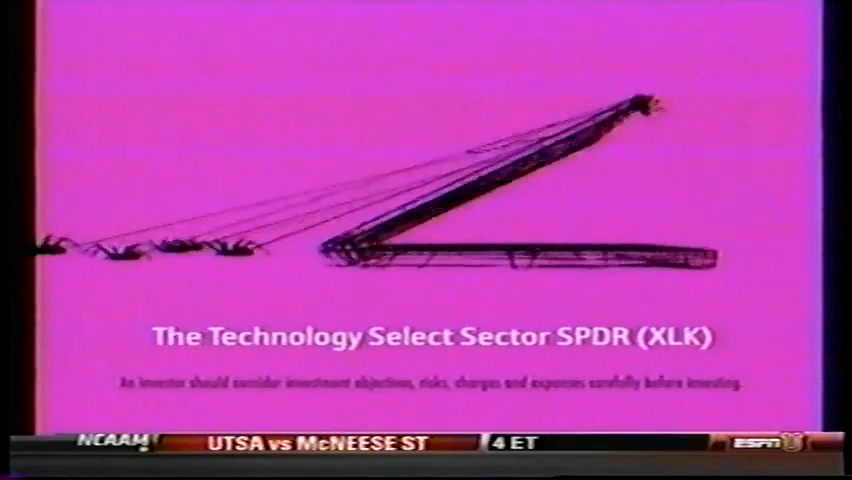 The Technology Select Sector SPDR (XLK)
An investor should consider investment objectives, risks, charges and expenses carefully before investing.
NCAAM UTSA vs McNEESE ST 4 ET ESPNU